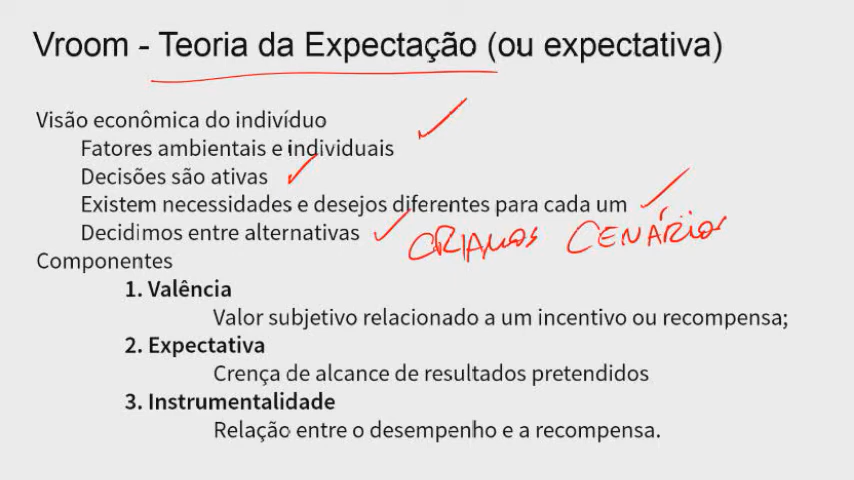 Vroom - Teoria da Expectação (ou expectativa)
Visão econômica do indivíduo
Fatores ambientais e individuais
Decisões são ativas
Existem necessidades e desejos diferentes para cada um
Decidimos entre alternativas
CRIAMOS CENÁRIOS
Componentes
1. Valência
Valor subjetivo relacionado a um incentivo ou recompensa;
2. Expectativa
Crença de alcance de resultados pretendidos
3. Instrumentalidade
Relação entre o desempenho e a recompensa.